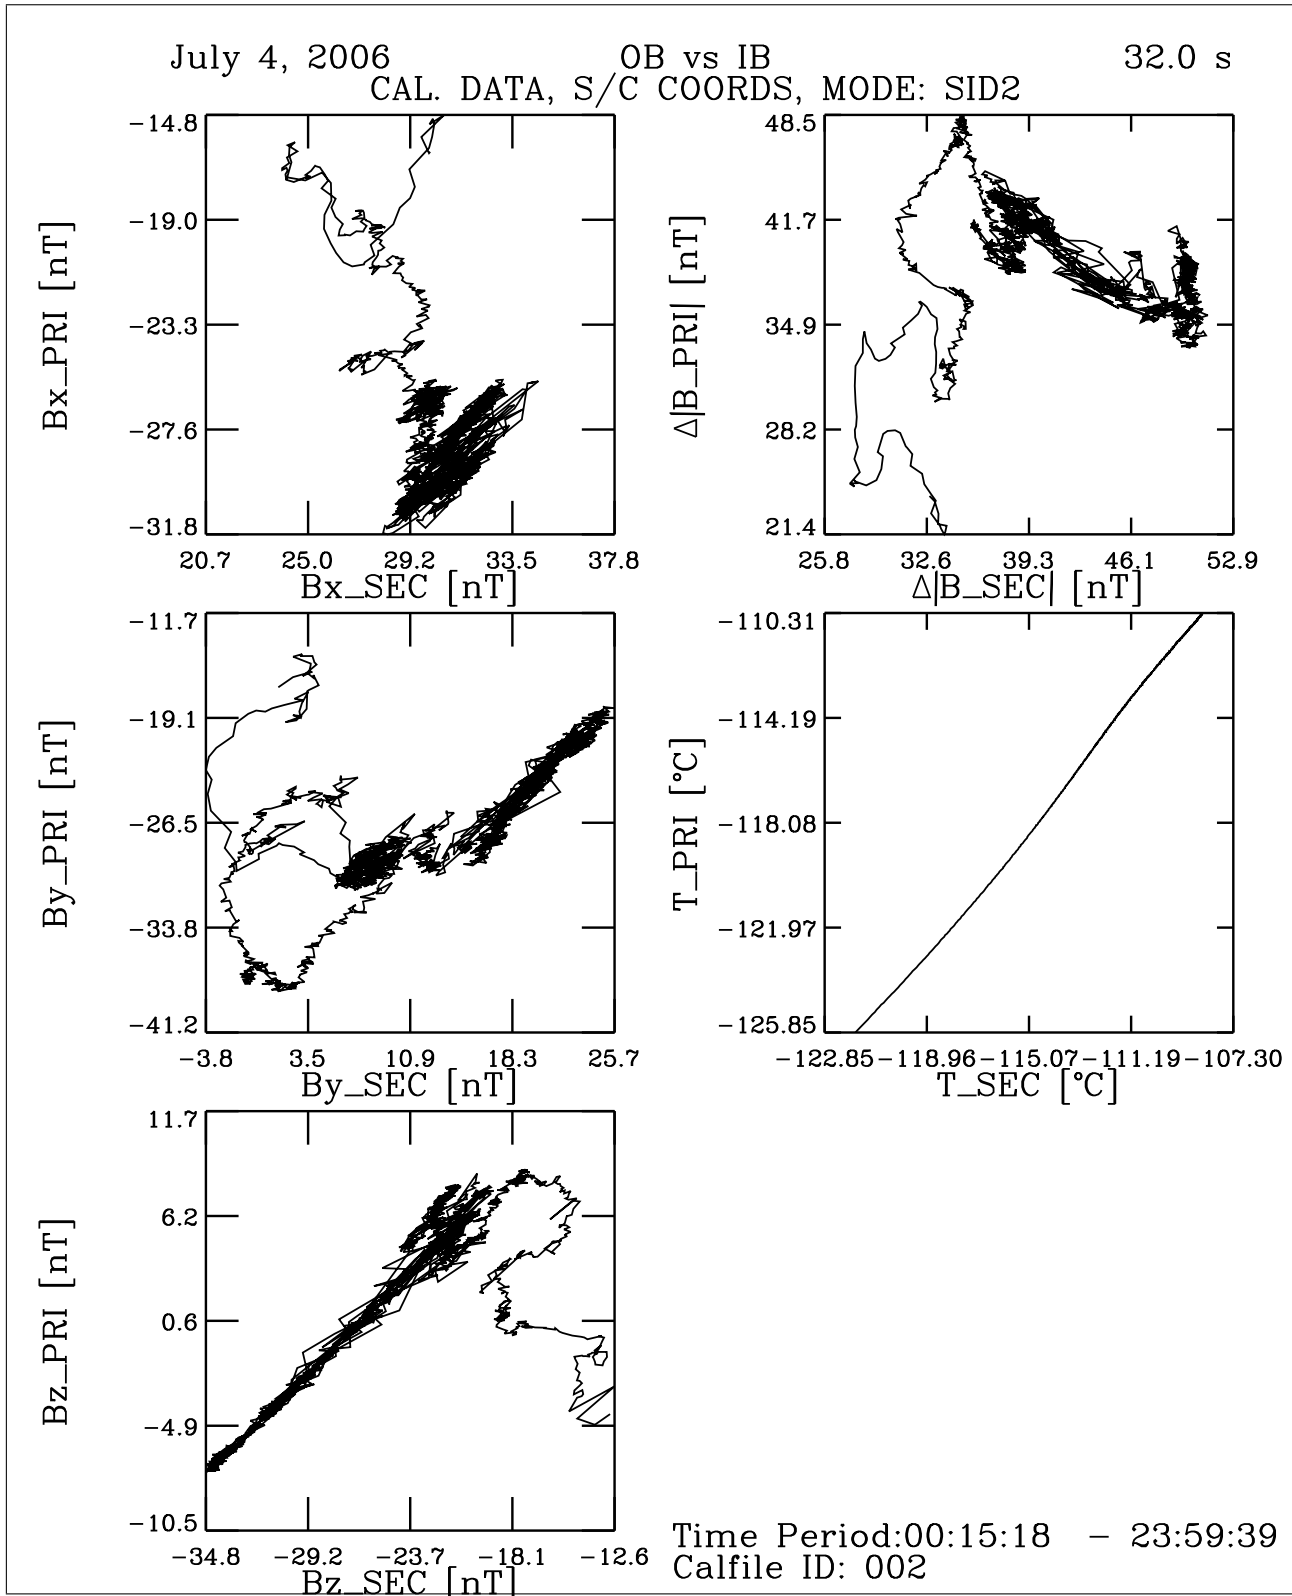 July 4, 2006 OB vs IB 32.0 s
CAL. DATA, S/C COORDS, MODE: SID2
Bx_PRI [nT]
-14.8
-19.0
-23.3
-27.6
-31.8
20.7 25.0 29.2 33.5 37.8
Bx_SEC [nT]
Δ|B_PRI| [nT]
48.5
41.7
34.9
28.2
21.4
25.8 32.6 39.3 46.1 52.9
Δ|B_SEC| [nT]
By_PRI [nT]
-11.7
-19.1
-26.5
-33.8
-41.2
-3.8 3.5 10.9 18.3 25.7
By_SEC [nT]
T_PRI [°C]
-110.31
-114.19
-118.08
-121.97
-125.85
-122.85 -118.96 -115.07 -111.19 -107.30
T_SEC [°C]
Bz_PRI [nT]
11.7
6.2
0.6
-4.9
-10.5
-34.8 -29.2 -23.7 -18.1 -12.6
Bz_SEC [nT]
Time Period:00:15:18 - 23:59:39
Calfile ID: 002